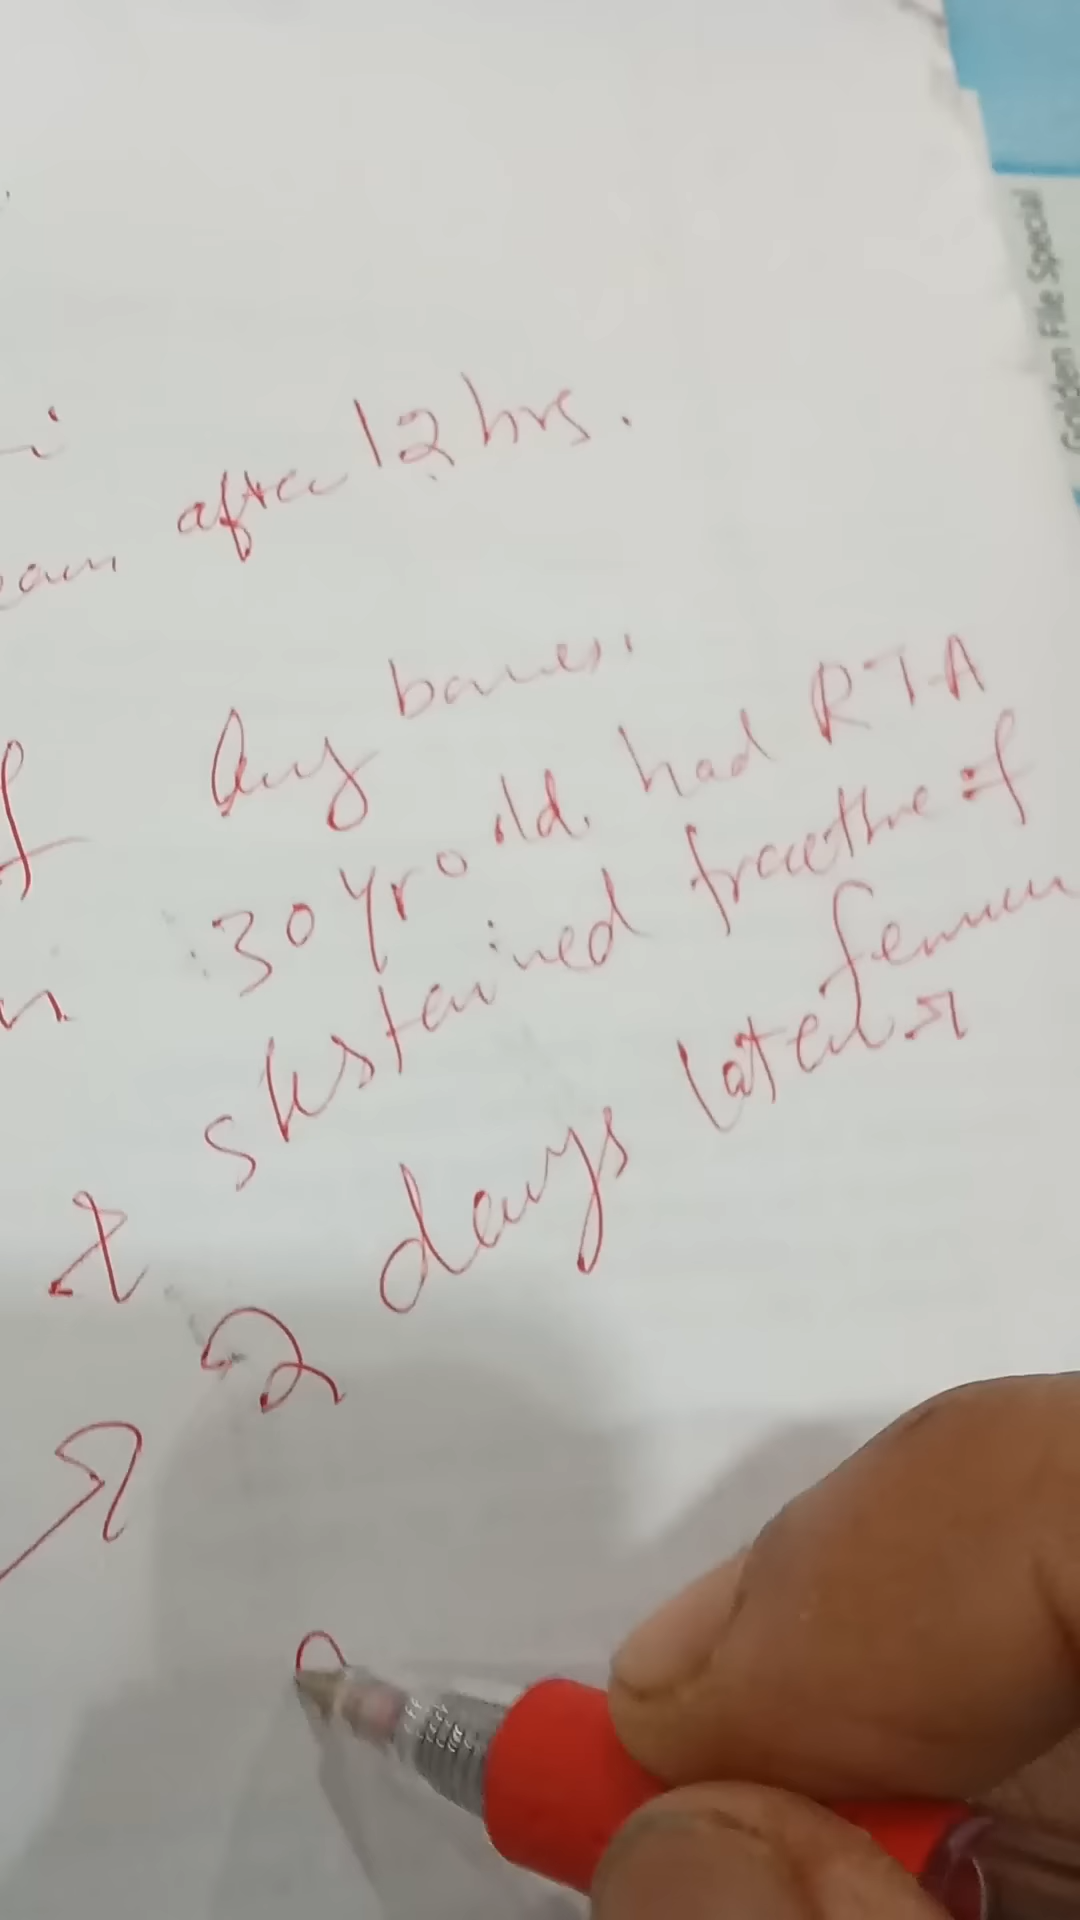 after 12 hrs.
long bones.
30 yr old. had RTA
sustained fracture of
femur
2 days later
Golden File Special